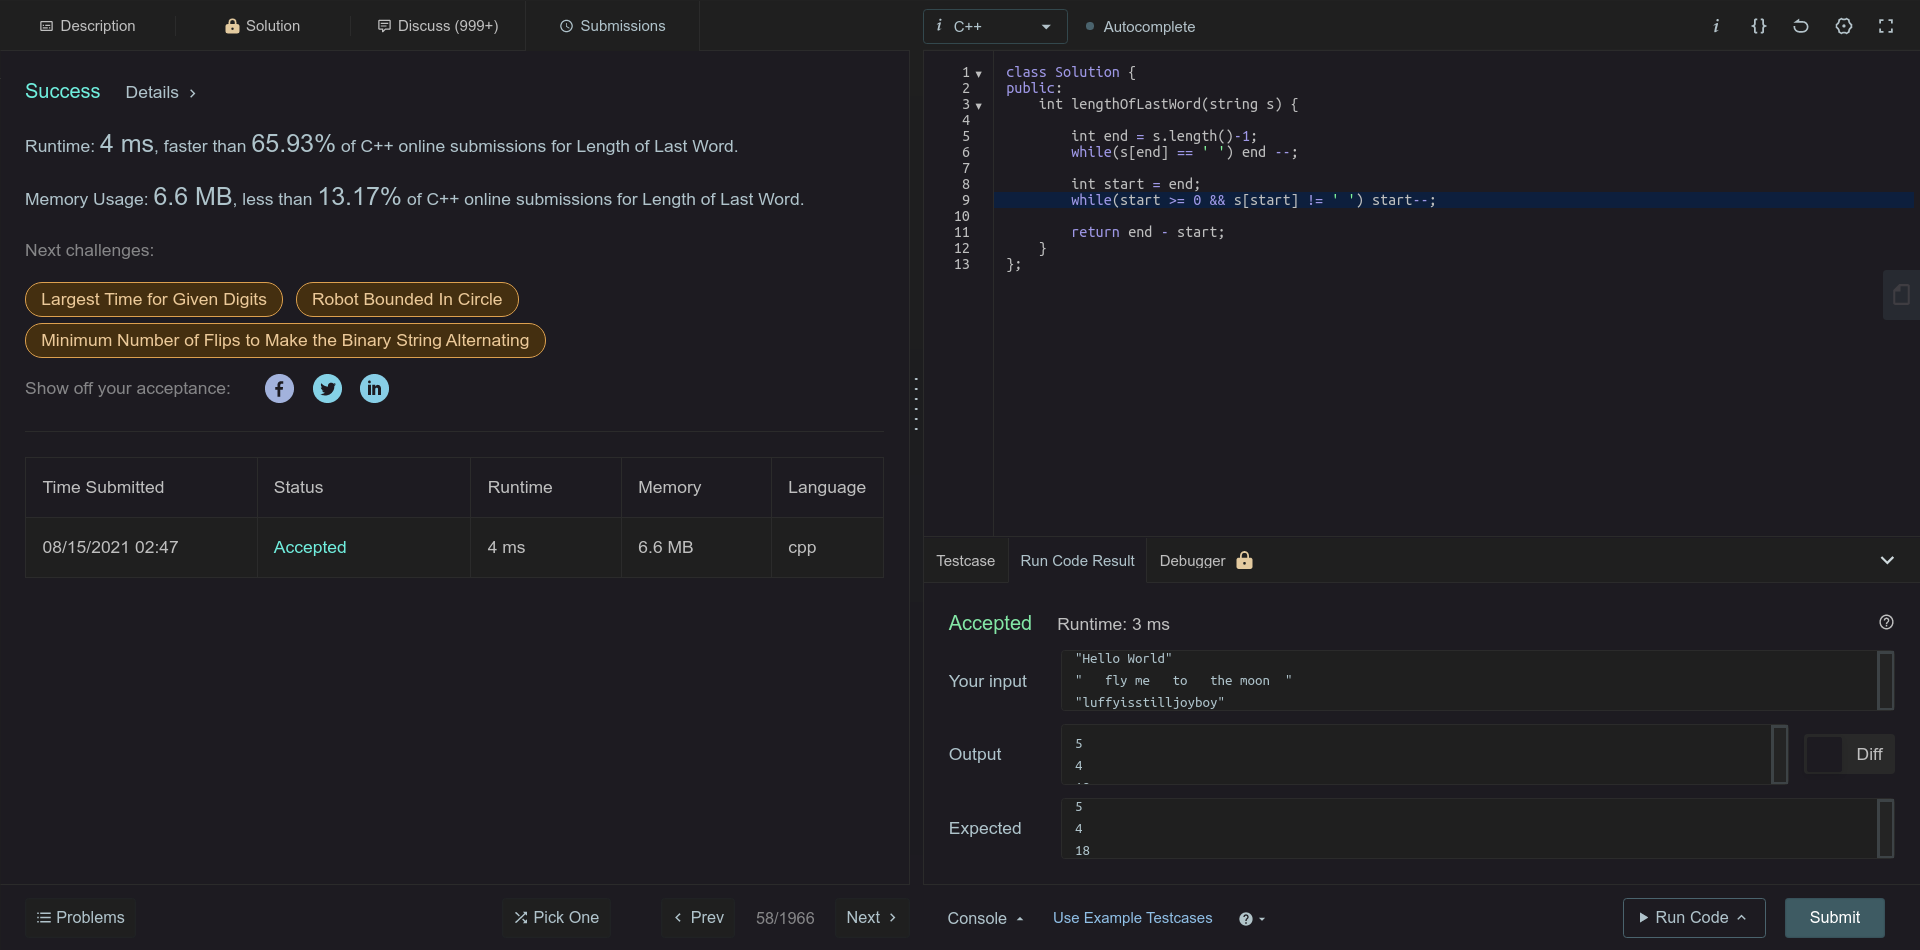 Description
Solution
Discuss (999+)
Submissions
Success
Details
Runtime: 4 ms, faster than 65.93% of C++ online submissions for Length of Last Word.
Memory Usage: 6.6 MB, less than 13.17% of C++ online submissions for Length of Last Word.
Next challenges:
Largest Time for Given Digits
Robot Bounded In Circle
Minimum Number of Flips to Make the Binary String Alternating
Show off your acceptance:
Time Submitted Status Runtime Memory Language
08/15/2021 02:47 Accepted 4 ms 6.6 MB cpp
Problems
Pick One
Prev
58/1966
Next
i C++
Autocomplete
i {}
1 class Solution {
2 public:
3     int lengthOfLastWord(string s) {
4
5         int end = s.length()-1;
6         while(s[end] == ' ') end --;
7
8         int start = end;
9         while(start >= 0 && s[start] != ' ') start--;
10
11         return end - start;
12     }
13 };
Testcase
Run Code Result
Debugger
Accepted Runtime: 3 ms
Your input
"Hello World"
"   fly me   to   the moon  "
"luffyisstilljoyboy"
Output
5
4
Diff
Expected
5
4
18
Console
Use Example Testcases
Run Code
Submit